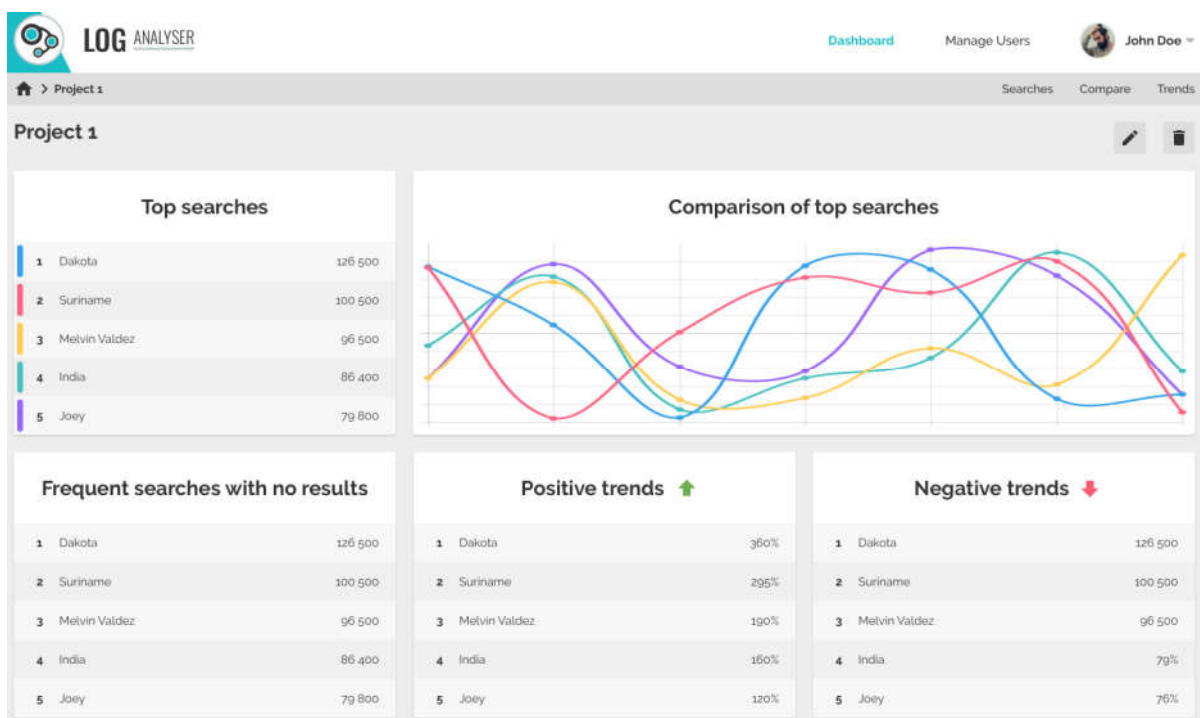 LOG ANALYSER
Dashboard Manage Users John Doe
> Project 1 Searches Compare Trends
Project 1
Top searches
1 Dakota 126 500
2 Suriname 100 500
3 Melvin Valdez 96 500
4 India 86 400
5 Joey 79 800
Comparison of top searches
Frequent searches with no results
1 Dakota 126 500
2 Suriname 100 500
3 Melvin Valdez 96 500
4 India 86 400
5 Joey 79 800
Positive trends
1 Dakota 360%
2 Suriname 295%
3 Melvin Valdez 190%
4 India 160%
5 Joey 120%
Negative trends
1 Dakota 126 500
2 Suriname 100 500
3 Melvin Valdez 96 500
4 India 79%
5 Joey 76%